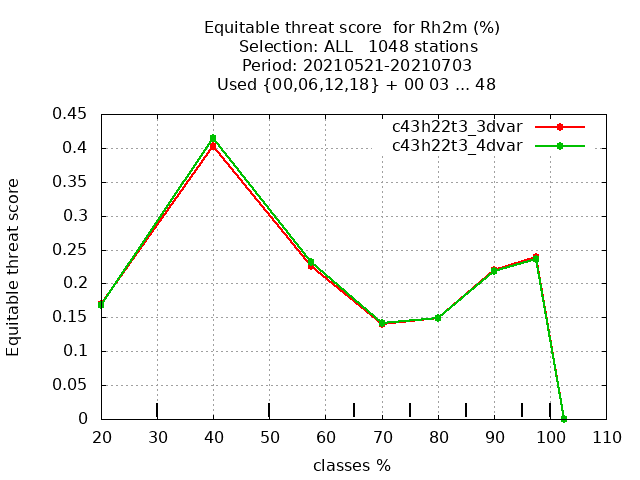 Equitable threat score  for Rh2m (%)
Selection: ALL   1048 stations
Period: 20210521-20210703
Used {00,06,12,18} + 00 03 ... 48
c43h22t3_3dvar
c43h22t3_4dvar
Equitable threat score
0.45
0.4
0.35
0.3
0.25
0.2
0.15
0.1
0.05
0
20 30 40 50 60 70 80 90 100 110
classes %